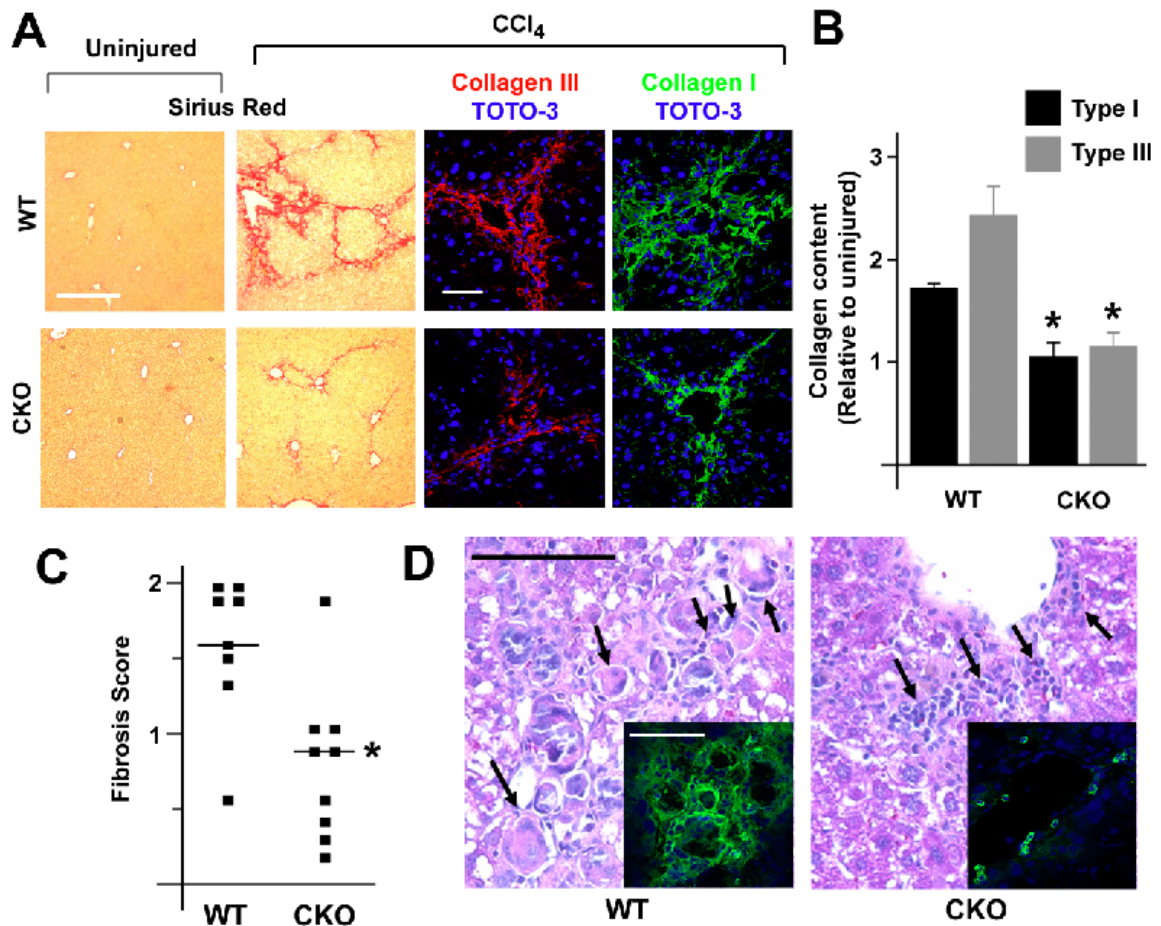 A
Uninjured
CCl4
Sirius Red
Collagen III
TOTO-3
Collagen I
TOTO-3
WT
CKO
B
Type I
Type III
Collagen content
(Relative to uninjured)
3
2
1
*
*
WT
CKO
C
Fibrosis Score
2
1
*
WT
CKO
D
WT
CKO